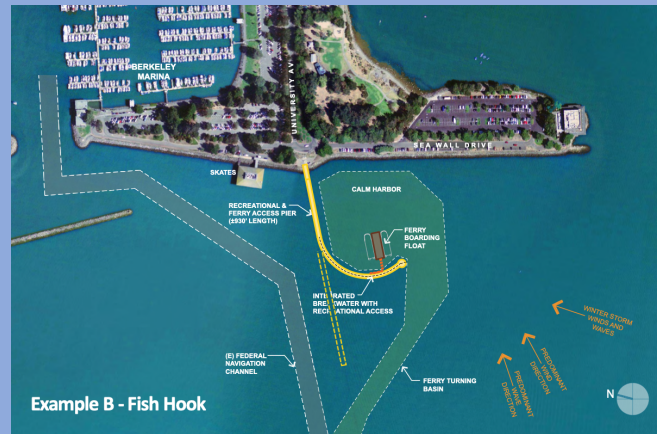 BERKELEY
MARINA
UNIVERSITY AV
SEA WALL DRIVE
SKATES
CALM HARBOR
RECREATIONAL &
FERRY ACCESS PIER
(±930' LENGTH)
FERRY
BOARDING
FLOAT
INTEGRATED
BREAKWATER WITH
RECREATIONAL ACCESS
WINTER STORM
WINDS AND
WAVES
PREDOMINANT
WIND
DIRECTION
PREDOMINANT
WAVE
DIRECTION
(E) FEDERAL
NAVIGATION
CHANNEL
FERRY TURNING
BASIN
N
Example B - Fish Hook